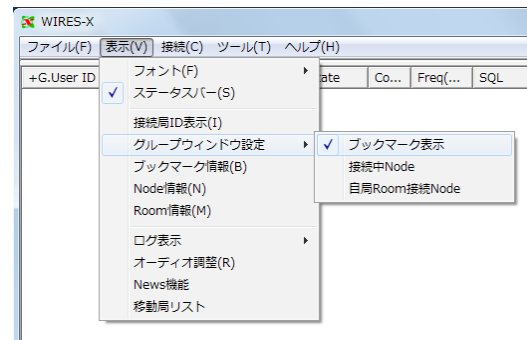 WIRES-X
ファイル(F) 表示(V) 接続(C) ツール(T) ヘルプ(H)
+G.User ID ate Co... Freq(... SQL
フォント(F)
ステータスバー(S)
接続局ID表示(I)
グループウィンドウ設定
ブックマーク表示
接続中Node
自局Room接続Node
ブックマーク情報(B)
Node情報(N)
Room情報(M)
ログ表示
オーディオ調整(R)
News機能
移動局リスト